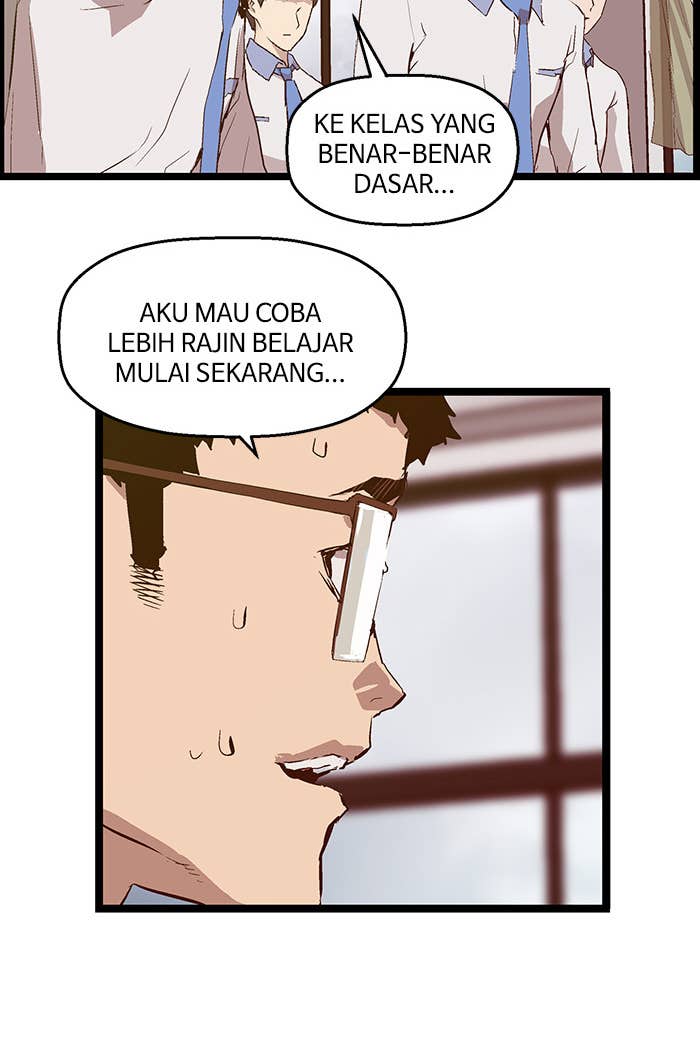 KE KELAS YANG
BENAR-BENAR
DASAR...
AKU MAU COBA
LEBIH RAJIN BELAJAR
MULAI SEKARANG...